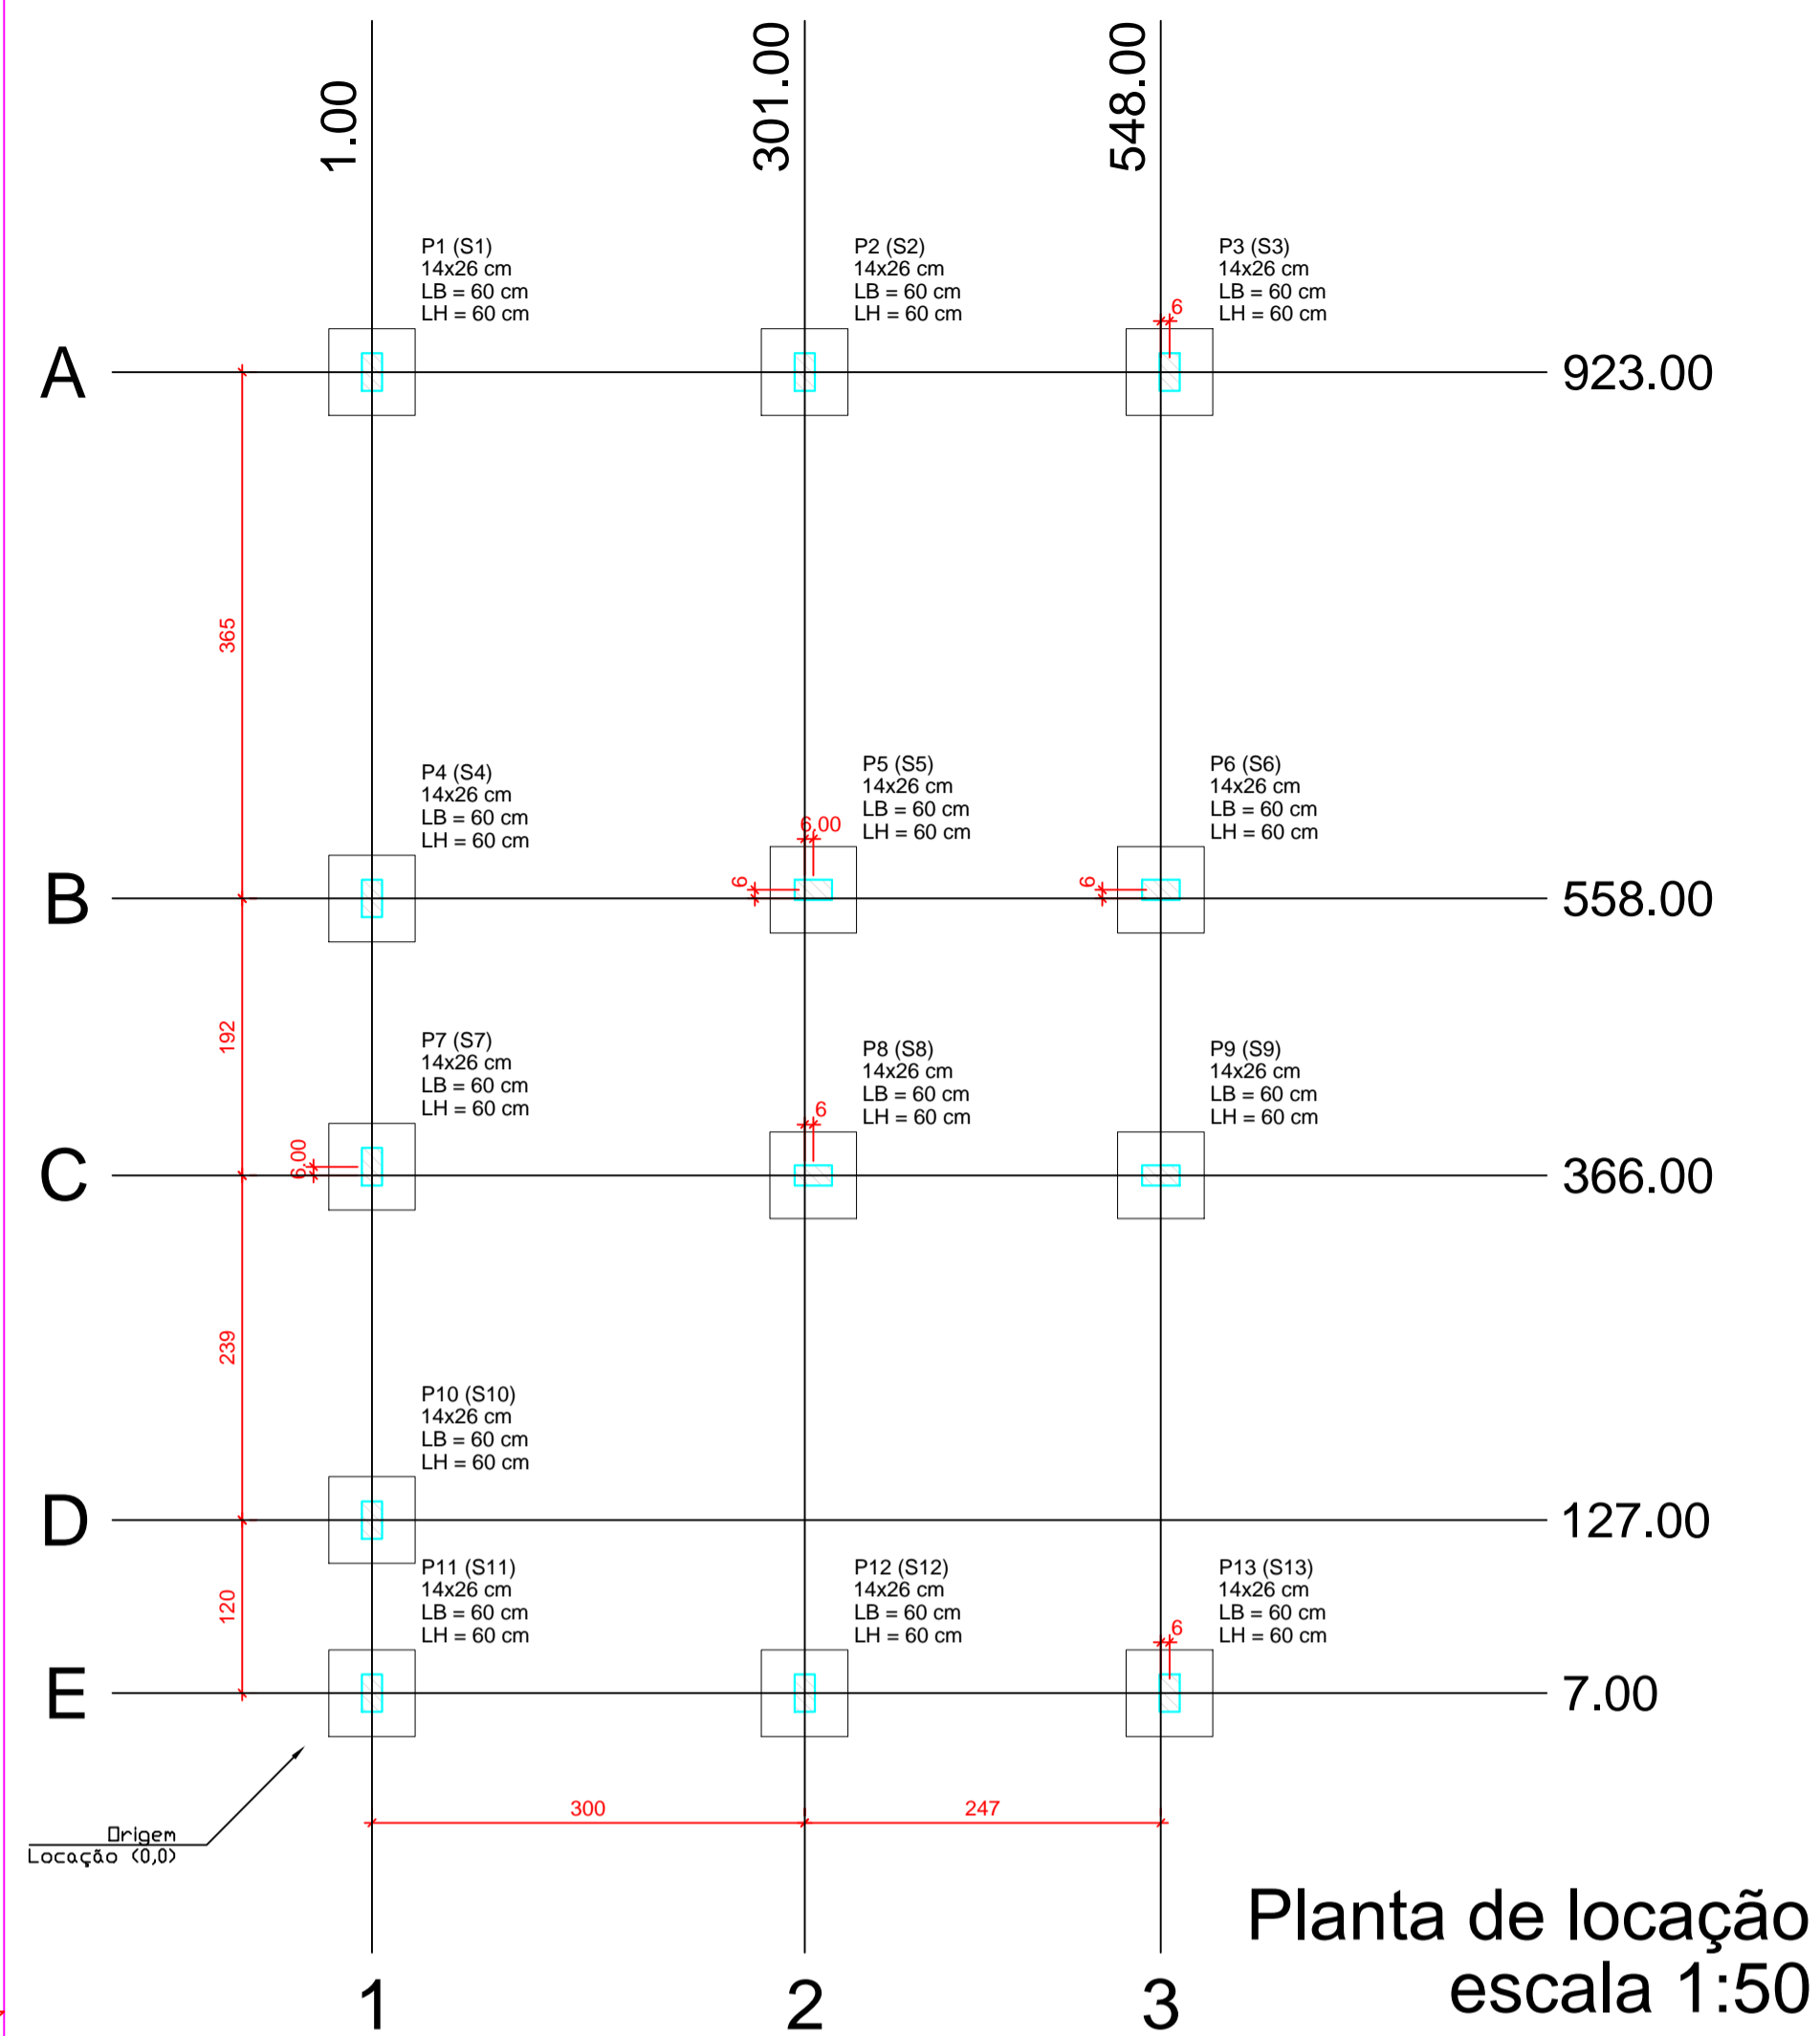 1.00
301.00
548.00
P1 (S1)
14x26 cm
LB = 60 cm
LH = 60 cm
P2 (S2)
14x26 cm
LB = 60 cm
LH = 60 cm
P3 (S3)
14x26 cm
LB = 60 cm
LH = 60 cm
6
A
923.00
365
P4 (S4)
14x26 cm
LB = 60 cm
LH = 60 cm
P5 (S5)
14x26 cm
LB = 60 cm
LH = 60 cm
6.00
6
P6 (S6)
14x26 cm
LB = 60 cm
LH = 60 cm
6
B
558.00
192
P7 (S7)
14x26 cm
LB = 60 cm
LH = 60 cm
6.00
P8 (S8)
14x26 cm
LB = 60 cm
LH = 60 cm
6
P9 (S9)
14x26 cm
LB = 60 cm
LH = 60 cm
C
366.00
239
P10 (S10)
14x26 cm
LB = 60 cm
LH = 60 cm
D
127.00
120
P11 (S11)
14x26 cm
LB = 60 cm
LH = 60 cm
P12 (S12)
14x26 cm
LB = 60 cm
LH = 60 cm
P13 (S13)
14x26 cm
LB = 60 cm
LH = 60 cm
6
E
7.00
300
247
Origem
Locação (0,0)
Planta de locação
escala 1:50
1
2
3